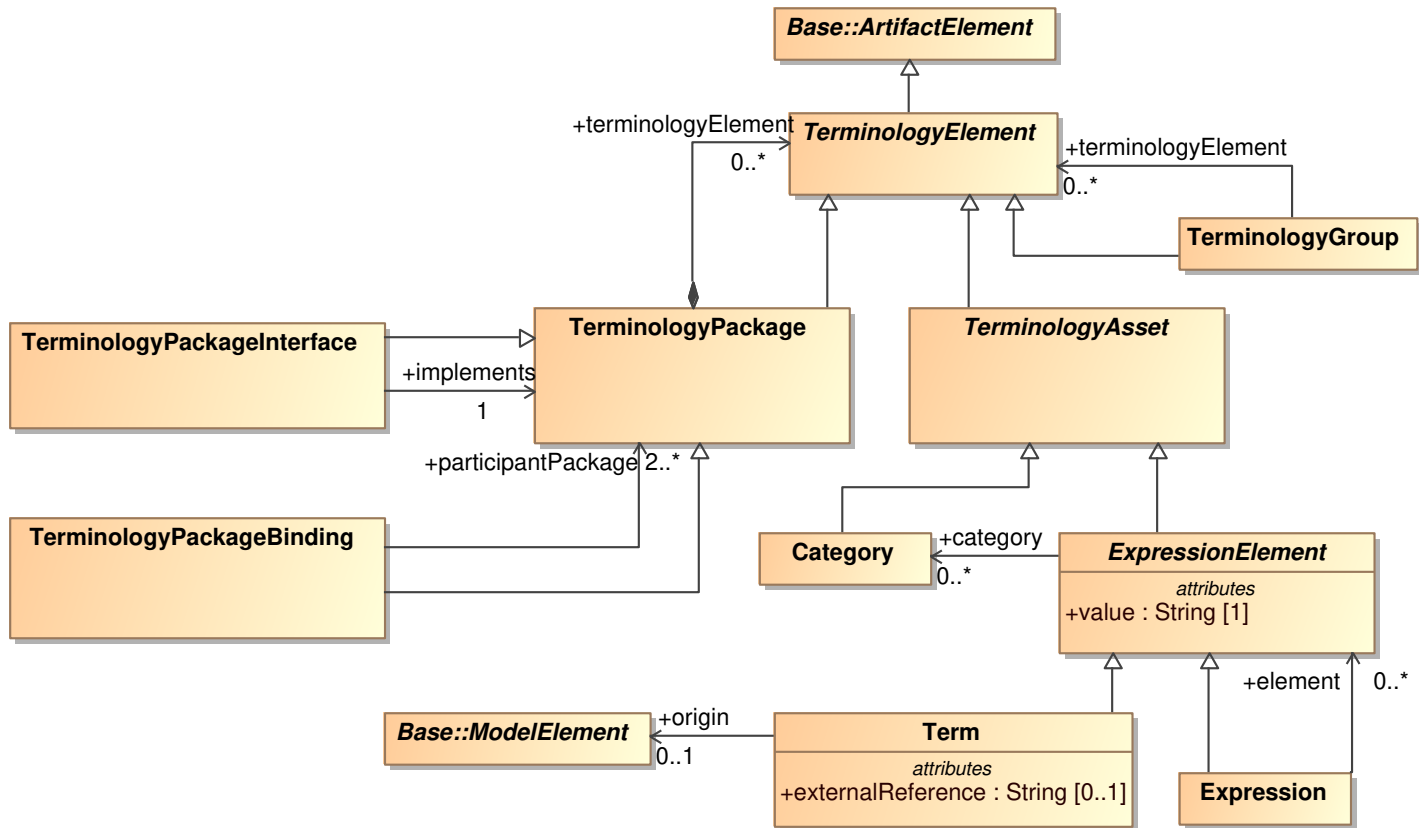 Base::ArtifactElement
+terminologyElement
0..*
TerminologyElement
+terminologyElement
0..*
TerminologyGroup
TerminologyPackageInterface
+implements
1
TerminologyPackage
TerminologyAsset
+participantPackage 2..*
TerminologyPackageBinding
Category
+category
0..*
ExpressionElement
attributes
+value : String [1]
+element
0..*
Base::ModelElement
+origin
0..1
Term
attributes
+externalReference : String [0..1]
Expression